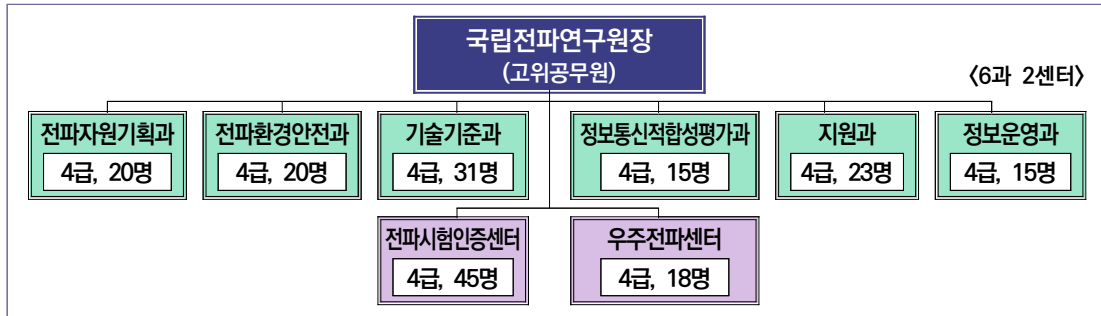 국립전파연구원장
(고위공무원)
〈6과 2센터〉
전파자원기획과
4급, 20명
전파환경안전과
4급, 20명
기술기준과
4급, 31명
정보통신적합성평가과
4급, 15명
지원과
4급, 23명
정보운영과
4급, 15명
전파시험인증센터
4급, 45명
우주전파센터
4급, 18명